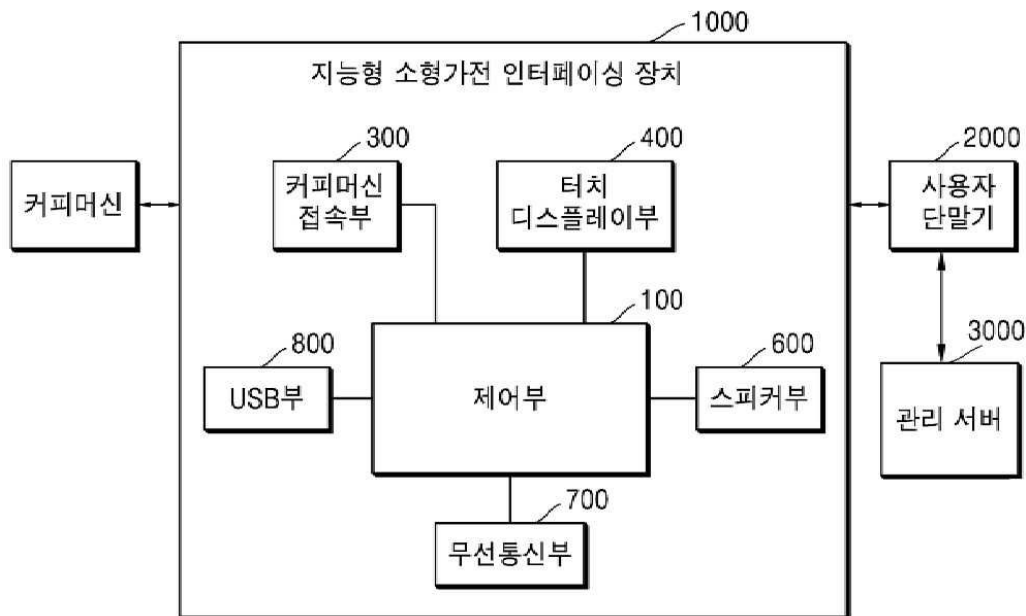 1000
지능형 소형가전 인터페이싱 장치
300
400
2000
커피머신
커피머신
접속부
터치
디스플레이부
사용자
단말기
100
800
600
3000
USB부
제어부
스피커부
관리 서버
700
무선통신부